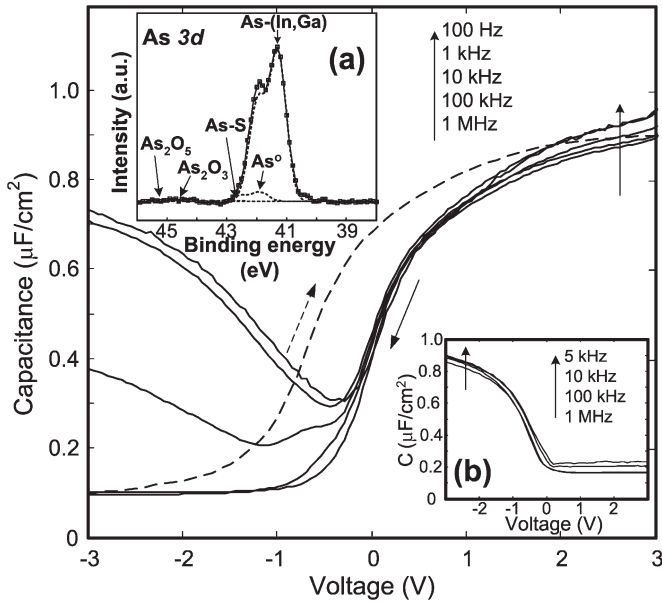 As 3d
As-(In,Ga)
(a)
As-S
As₂O₅
As₂O₃
Asº
Intensity (a.u.)
45 43 41 39
Binding energy
(eV)
100 Hz
1 kHz
10 kHz
100 kHz
1 MHz
1.0
0.8
0.6
0.4
0.2
0
Capacitance (μF/cm²)
-3 -2 -1 0 1 2 3
Voltage (V)
5 kHz
10 kHz
100 kHz
1 MHz
(b)
1.0
0.8
0.6
0.4
0.2
0
C (μF/cm²)
-2 -1 0 1 2
Voltage (V)